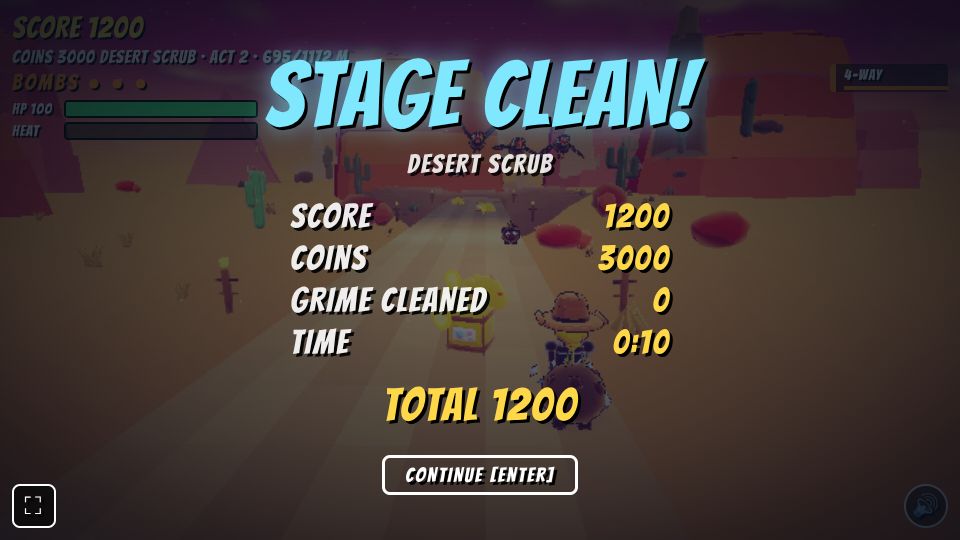 SCORE 1200
COINS 3000 DESERT SCRUB · ACT 2 · 695/1172 M
BOMBS
HP 100
HEAT
4-WAY
STAGE CLEAN!
DESERT SCRUB
SCORE 1200
COINS 3000
GRIME CLEANED 0
TIME 0:10
TOTAL 1200
CONTINUE [ENTER]